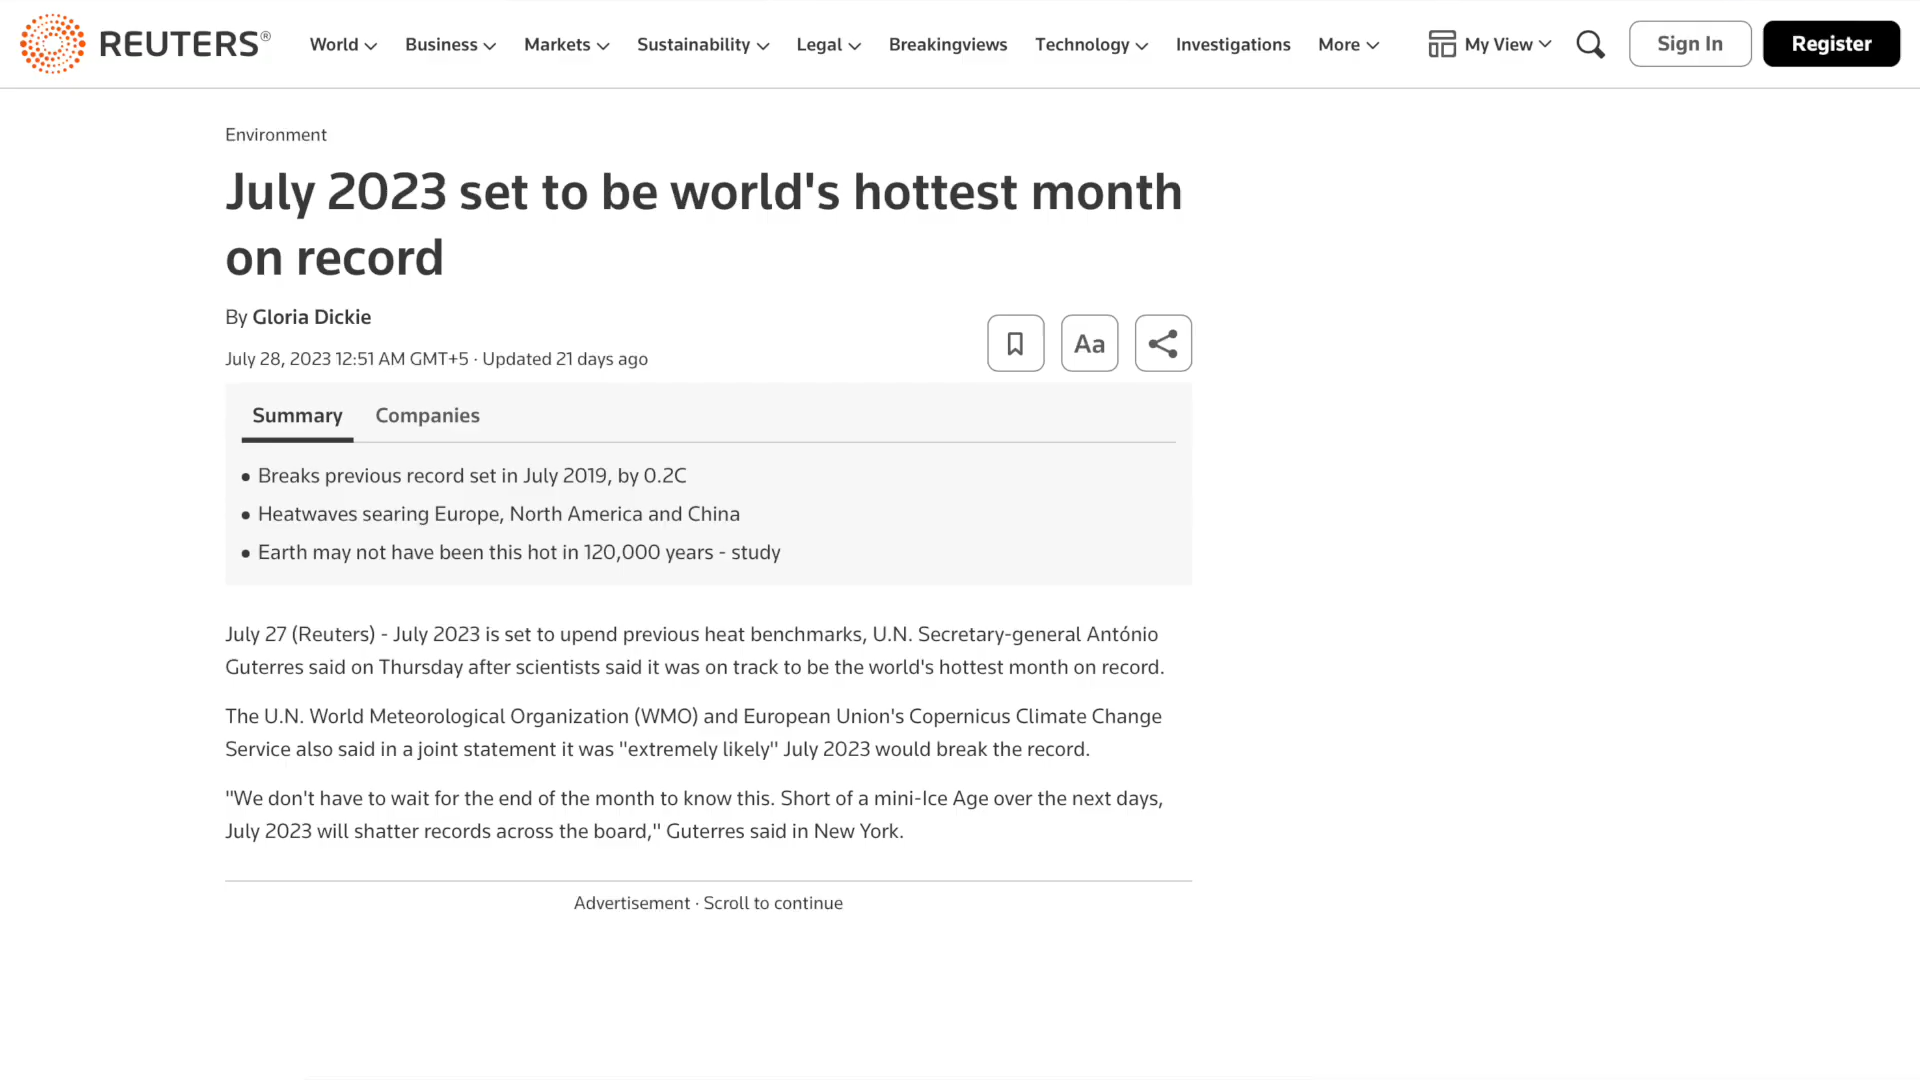 REUTERS®
World
Business
Markets
Sustainability
Legal
Breakingviews
Technology
Investigations
More
My View
Sign In
Register
Environment
July 2023 set to be world's hottest month
on record
By Gloria Dickie
July 28, 2023 12:51 AM GMT+5 · Updated 21 days ago
Aa
Summary
Companies
• Breaks previous record set in July 2019, by 0.2C
• Heatwaves searing Europe, North America and China
• Earth may not have been this hot in 120,000 years - study
July 27 (Reuters) - July 2023 is set to upend previous heat benchmarks, U.N. Secretary-general António
Guterres said on Thursday after scientists said it was on track to be the world's hottest month on record.
The U.N. World Meteorological Organization (WMO) and European Union's Copernicus Climate Change
Service also said in a joint statement it was "extremely likely" July 2023 would break the record.
"We don't have to wait for the end of the month to know this. Short of a mini-Ice Age over the next days,
July 2023 will shatter records across the board," Guterres said in New York.
Advertisement · Scroll to continue